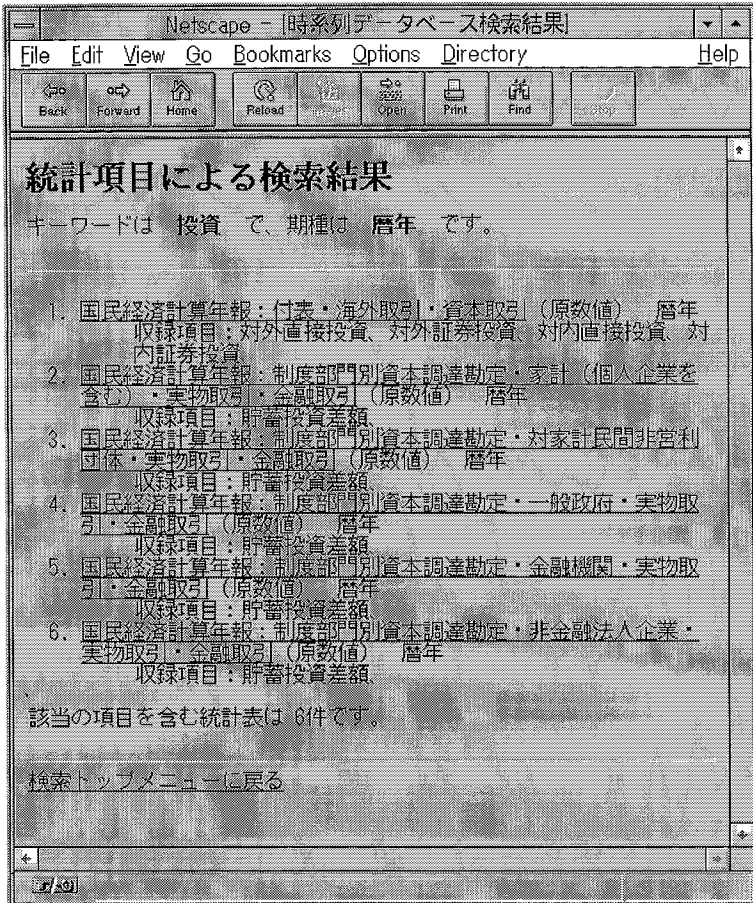 Netscape - [時系列データベース検索結果]
File Edit View Go Bookmarks Options Directory Help
Back Forward Home Reload Images Open Print Find Stop
統計項目による検索結果
キーワードは 投資 で、期種は 暦年 です。
1. 国民経済計算年報：付表・海外取引・資本取引（原数値） 暦年
収録項目：対外直接投資、対外証券投資、対内直接投資、対
内証券投資
2. 国民経済計算年報：制度部門別資本調達勘定・家計（個人企業を
含む）・実物取引・金融取引（原数値） 暦年
収録項目：貯蓄投資差額、
3. 国民経済計算年報：制度部門別資本調達勘定・対家計民間非営利
団体・実物取引・金融取引（原数値） 暦年
収録項目：貯蓄投資差額、
4. 国民経済計算年報：制度部門別資本調達勘定・一般政府・実物取
引・金融取引（原数値） 暦年
収録項目：貯蓄投資差額、
5. 国民経済計算年報：制度部門別資本調達勘定・金融機関・実物取
引・金融取引（原数値） 暦年
収録項目：貯蓄投資差額、
6. 国民経済計算年報：制度部門別資本調達勘定・非金融法人企業・
実物取引・金融取引（原数値） 暦年
収録項目：貯蓄投資差額、
該当の項目を含む統計表は 6件です。
検索トップメニューに戻る